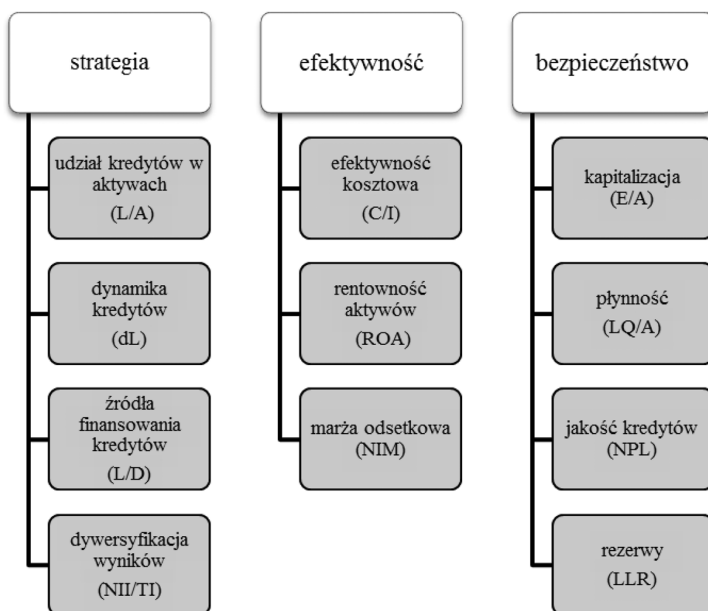 strategia
udział kredytów w
aktywach
(L/A)
dynamika
kredytów
(dL)
źródła
finansowania
kredytów
(L/D)
dywersyfikacja
wyników
(NII/TI)
efektywność
efektywność
kosztowa
(C/I)
rentowność
aktywów
(ROA)
marża odsetkowa
(NIM)
bezpieczeństwo
kapitalizacja
(E/A)
płynność
(LQ/A)
jakość kredytów
(NPL)
rezerwy
(LLR)